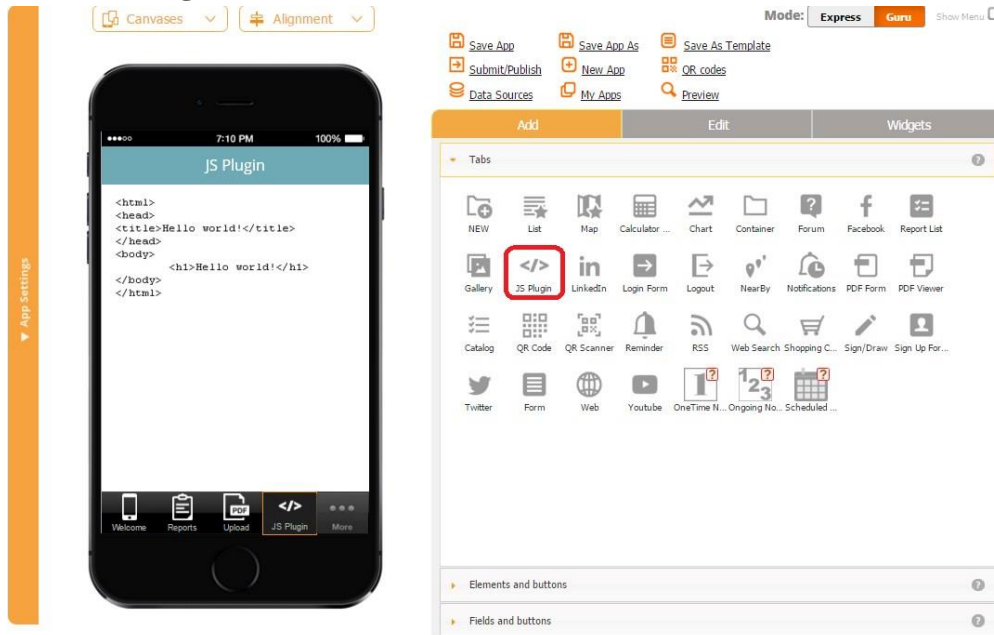 Canvases
Alignment
Mode: Express Guru Show Menu
Save App Save App As Save As Template
Submit/Publish New App QR codes
Data Sources My Apps Preview
Add Edit Widgets
Tabs
NEW List Map Calculator ... Chart Container Forum Facebook Report List
Gallery JS Plugin LinkedIn Login Form Logout NearBy Notifications PDF Form PDF Viewer
Catalog QR Code QR Scanner Reminder RSS Web Search Shopping C... Sign/Draw Sign Up For...
Twitter Form Web Youtube OneTime N... Ongoing No... Scheduled ...
Elements and buttons
Fields and buttons
App Settings
7:10 PM 100%
JS Plugin
<html>
<head>
<title>Hello world!</title>
</head>
<body>
<h1>Hello world!</h1>
</body>
</html>
PDF
Welcome Reports Upload JS Plugin More